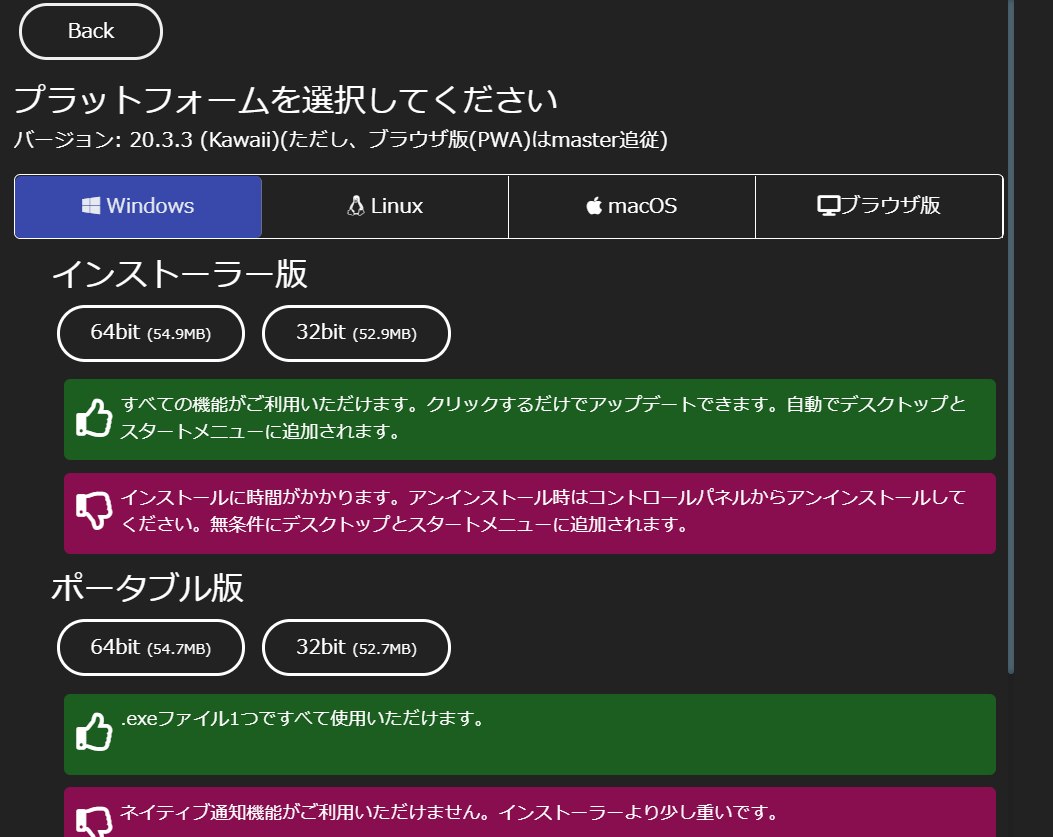 Back
プラットフォームを選択してください
バージョン: 20.3.3 (Kawaii)(ただし、ブラウザ版(PWA)はmaster追従)
Windows
Linux
macOS
ブラウザ版
インストーラー版
64bit (54.9MB)
32bit (52.9MB)
すべての機能がご利用いただけます。クリックするだけでアップデートできます。自動でデスクトップと
スタートメニューに追加されます。
インストールに時間がかかります。アンインストール時はコントロールパネルからアンインストールして
ください。無条件にデスクトップとスタートメニューに追加されます。
ポータブル版
64bit (54.7MB)
32bit (52.7MB)
.exeファイル1つですべて使用いただけます。
ネイティブ通知機能がご利用いただけません。インストーラーより少し重いです。